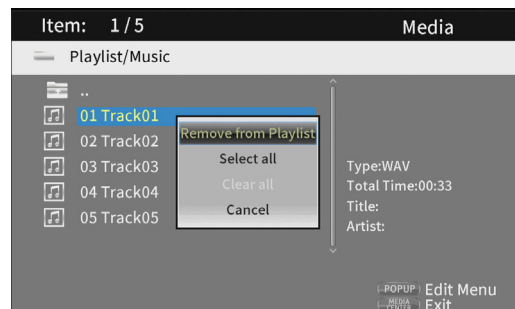 Item: 1/5 Media
Playlist/Music
..
01 Track01
02 Track02
03 Track03
04 Track04
05 Track05
Remove from Playlist
Select all
Clear all
Cancel
Type:WAV
Total Time:00:33
Title:
Artist:
POPUP Edit Menu
MEDIA CENTER Exit